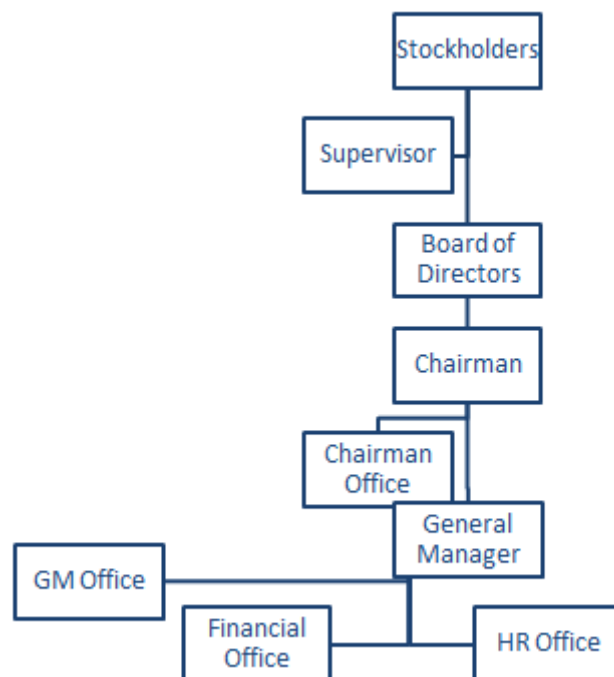 Stockholders
Supervisor
Board of
Directors
Chairman
Chairman
Office
General
Manager
GM Office
Financial
Office
HR Office